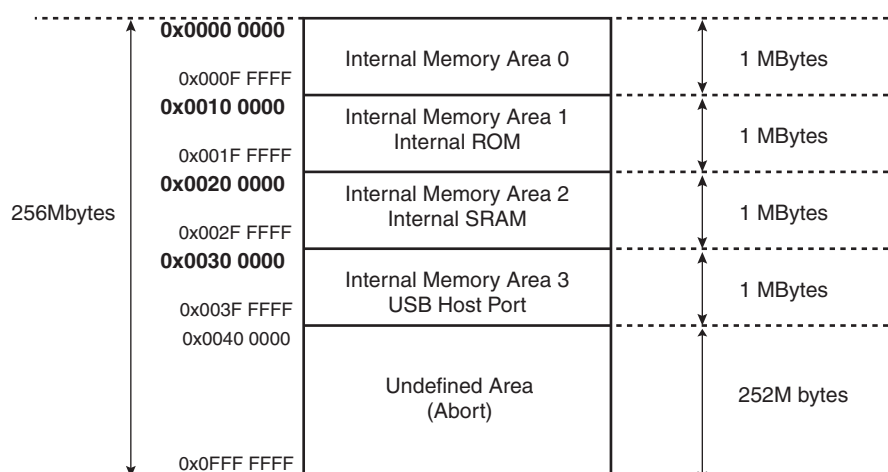 0x0000 0000
Internal Memory Area 0
1 MBytes
0x000F FFFF
0x0010 0000
Internal Memory Area 1
Internal ROM
1 MBytes
0x001F FFFF
0x0020 0000
Internal Memory Area 2
Internal SRAM
1 MBytes
256Mbytes
0x002F FFFF
0x0030 0000
Internal Memory Area 3
USB Host Port
1 MBytes
0x003F FFFF
0x0040 0000
Undefined Area
(Abort)
252M bytes
0x0FFF FFFF